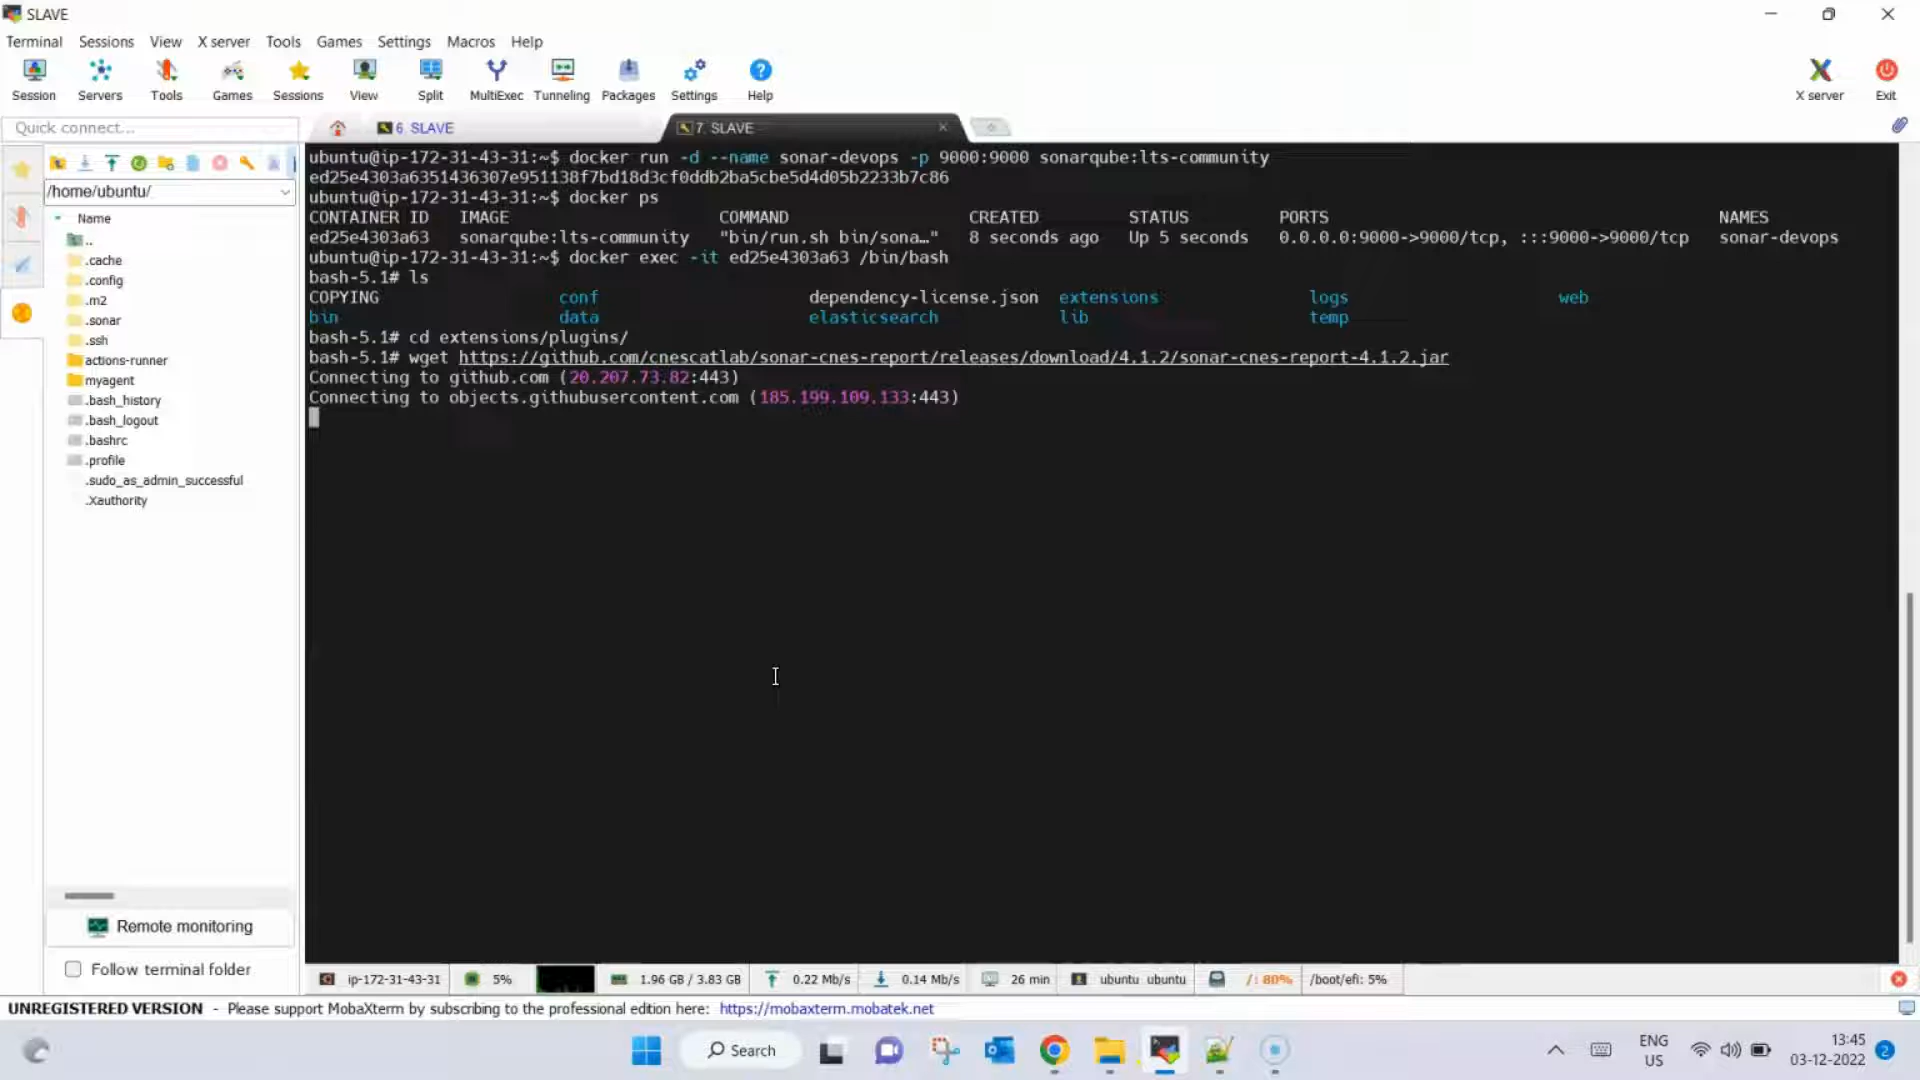 SLAVE
Terminal Sessions View X server Tools Games Settings Macros Help
Session Servers Tools Games Sessions View Split MultiExec Tunneling Packages Settings Help X server Exit
Quick connect...
6. SLAVE
7. SLAVE
/home/ubuntu/
Name
..
.cache
.config
.m2
.sonar
.ssh
actions-runner
myagent
.bash_history
.bash_logout
.bashrc
.profile
.sudo_as_admin_successful
.Xauthority
Remote monitoring
Follow terminal folder
ubuntu@ip-172-31-43-31:~$ docker run -d --name sonar-devops -p 9000:9000 sonarqube:lts-community
ed25e4303a6351436307e951138f7bd18d3cf0ddb2ba5cbe5d4d05b2233b7c86
ubuntu@ip-172-31-43-31:~$ docker ps
CONTAINER ID IMAGE COMMAND CREATED STATUS PORTS NAMES
ed25e4303a63 sonarqube:lts-community "bin/run.sh bin/sona…" 8 seconds ago Up 5 seconds 0.0.0.0:9000->9000/tcp, :::9000->9000/tcp sonar-devops
ubuntu@ip-172-31-43-31:~$ docker exec -it ed25e4303a63 /bin/bash
bash-5.1# ls
COPYING conf dependency-license.json extensions logs web
bin data elasticsearch lib temp
bash-5.1# cd extensions/plugins/
bash-5.1# wget https://github.com/cnescatlab/sonar-cnes-report/releases/download/4.1.2/sonar-cnes-report-4.1.2.jar
Connecting to github.com (20.207.73.82:443)
Connecting to objects.githubusercontent.com (185.199.109.133:443)
ip-172-31-43-31 5% 1.96 GB / 3.83 GB 0.22 Mb/s 0.14 Mb/s 26 min ubuntu ubuntu /: 80% /boot/efi: 5%
UNREGISTERED VERSION - Please support MobaXterm by subscribing to the professional edition here: https://mobaxterm.mobatek.net
Search
ENG
US
13:45
03-12-2022
2